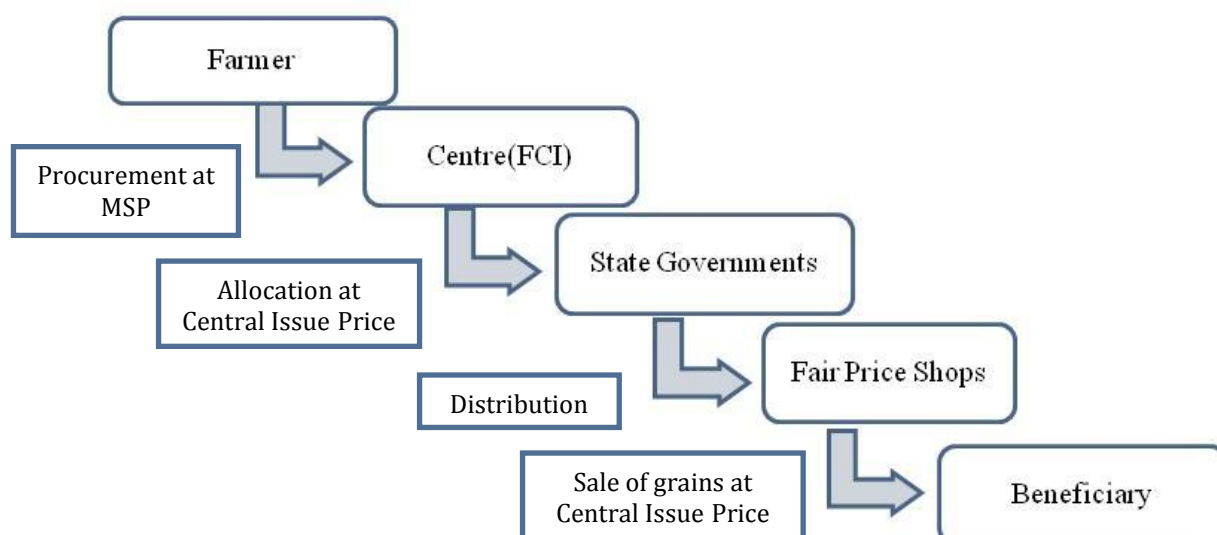 Farmer
Centre(FCI)
Procurement at
MSP
State Governments
Allocation at
Central Issue Price
Fair Price Shops
Distribution
Sale of grains at
Central Issue Price
Beneficiary